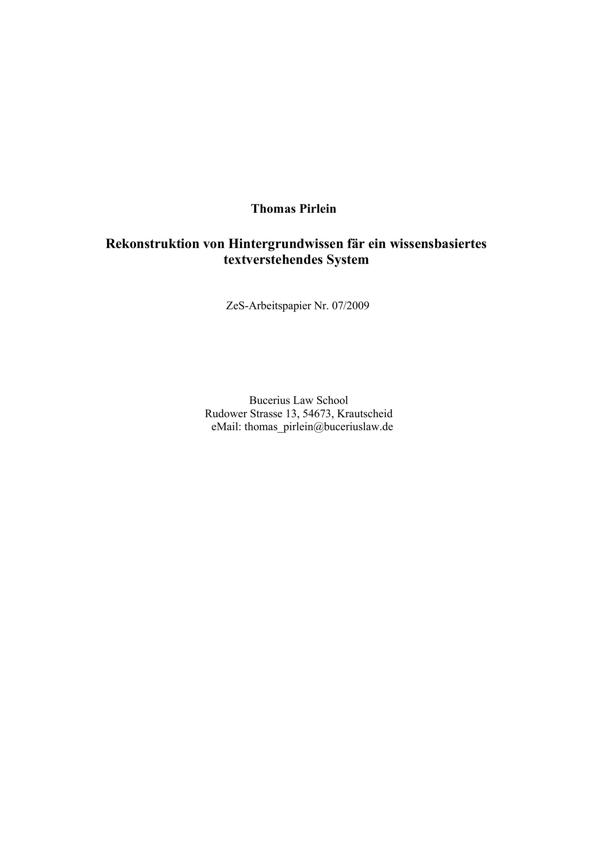 Thomas Pirlein
Rekonstruktion von Hintergrundwissen fär ein wissensbasiertes
textverstehendes System
ZeS-Arbeitspapier Nr. 07/2009
Bucerius Law School
Rudower Strasse 13, 54673, Krautscheid
eMail: thomas_pirlein@buceriuslaw.de